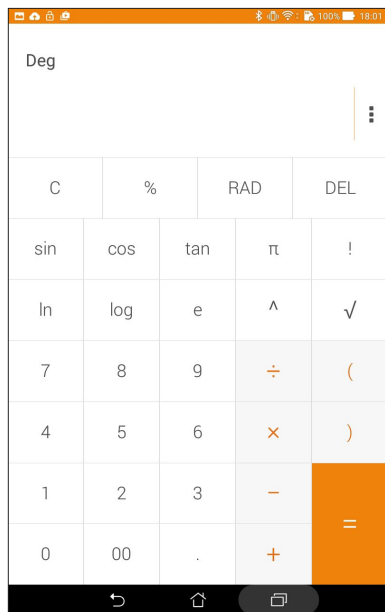 100% 18:01
Deg
C % RAD DEL
sin cos tan π !
ln log e ^ √
7 8 9 ÷ (
4 5 6 × )
1 2 3 −
=
0 00 . +